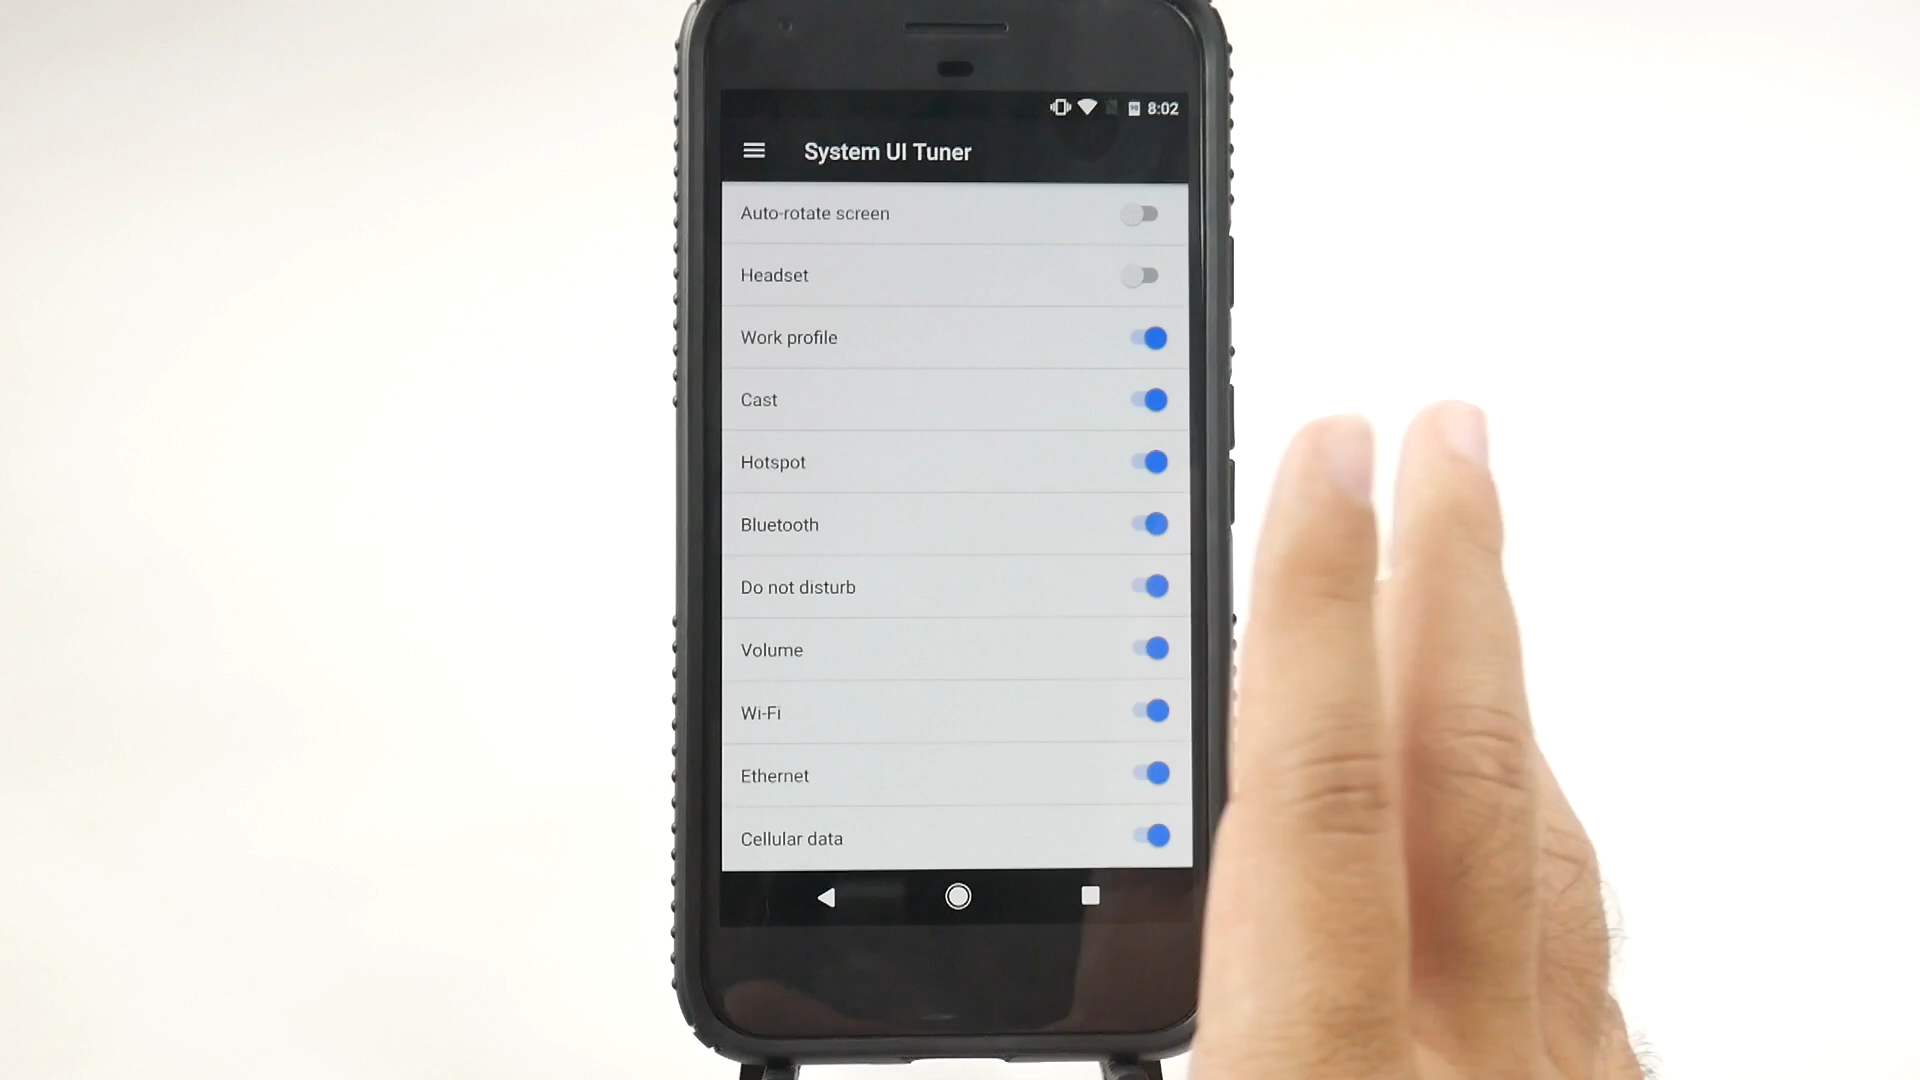 8:02
System UI Tuner
Auto-rotate screen
Headset
Work profile
Cast
Hotspot
Bluetooth
Do not disturb
Volume
Wi-Fi
Ethernet
Cellular data